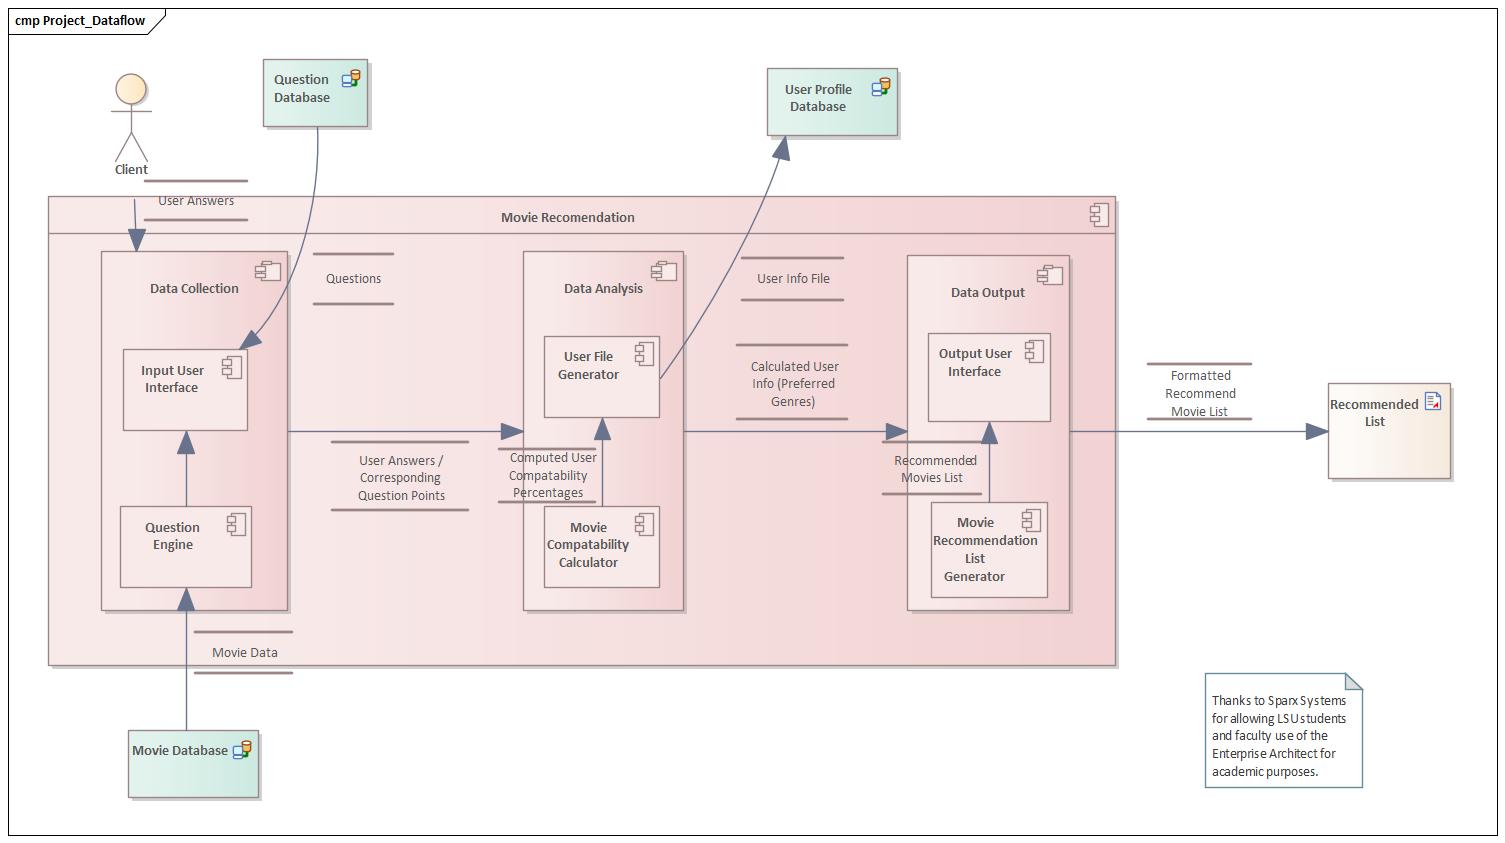 cmp Project_Dataflow
Client
Question
Database
User Profile
Database
User Answers
Movie Recomendation
Data Collection
Questions
Data Analysis
User Info File
Data Output
Input User
Interface
User File
Generator
Calculated User
Info (Preferred
Genres)
Output User
Interface
Formatted
Recommend
Movie List
Recommended
List
User Answers /
Corresponding
Question Points
Computed User
Compatability
Percentages
Recommended
Movies List
Question
Engine
Movie
Compatability
Calculator
Movie
Recommendation
List
Generator
Movie Data
Movie Database
Thanks to Sparx Systems
for allowing LSU students
and faculty use of the
Enterprise Architect for
academic purposes.